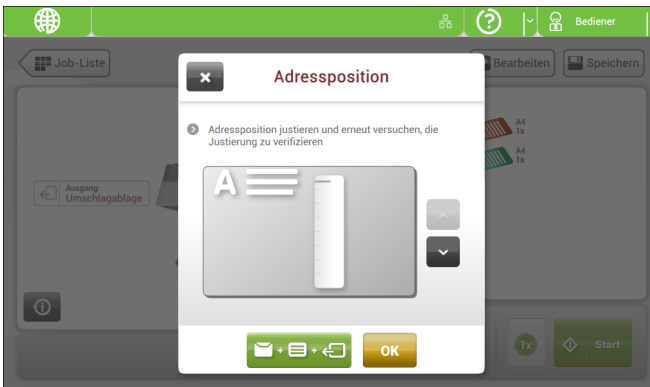 Bediener
Job-Liste
Bearbeiten
Speichern
Adressposition
Adressposition justieren und erneut versuchen, die
Justierung zu verifizieren
A
A4
1x
A4
1x
Ausgang:
Umschlagablage
OK
1x
Start